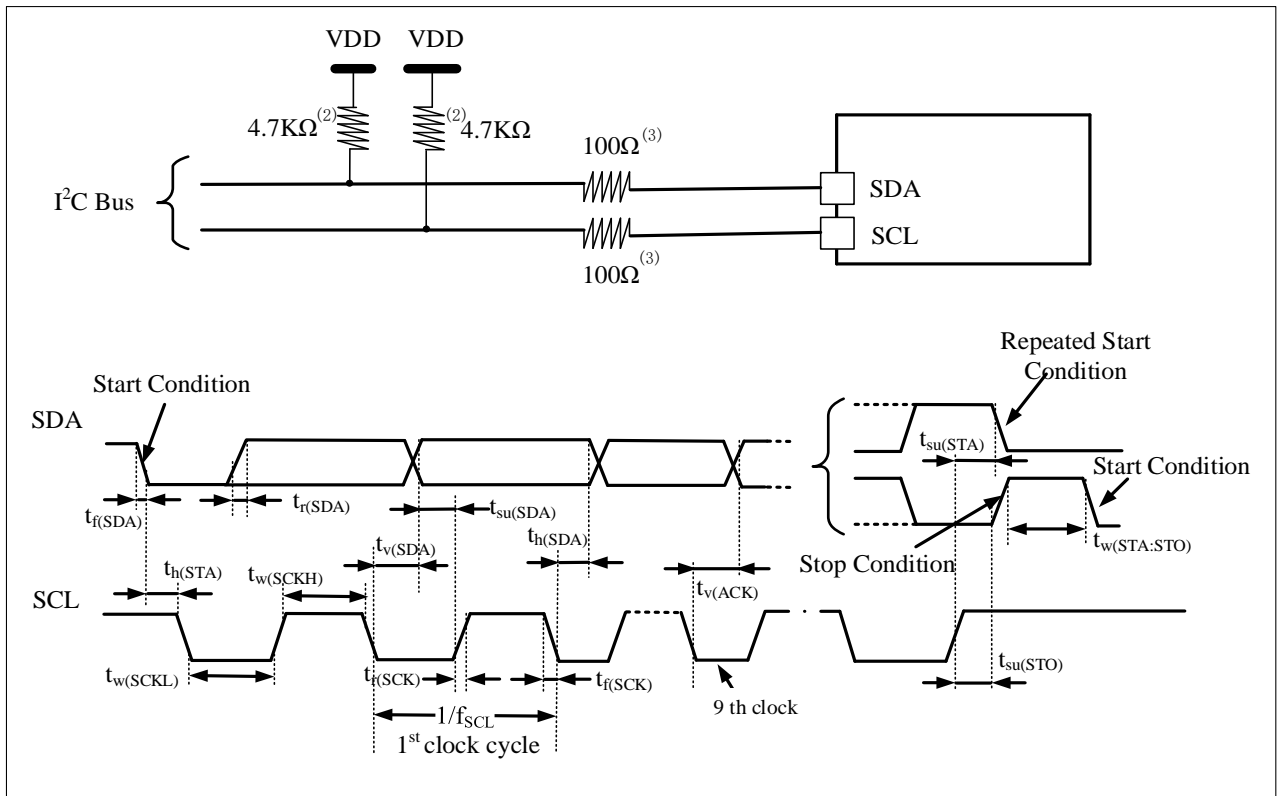 VDD VDD
4.7KΩ(2) (2) 4.7KΩ
100Ω(3)
I2C Bus
SDA
SCL
100Ω(3)
Repeated Start
Condition
Start Condition
SDA
tsu(STA)
Start Condition
tf(SDA)
tr(SDA)
tsu(SDA)
tv(SDA)
th(SDA)
tw(STA:STO)
Stop Condition
th(STA)
tw(SCKH)
tv(ACK)
SCL
tw(SCKL)
tr(SCK)
tf(SCK)
tsu(STO)
9 th clock
1/fSCL
1st clock cycle